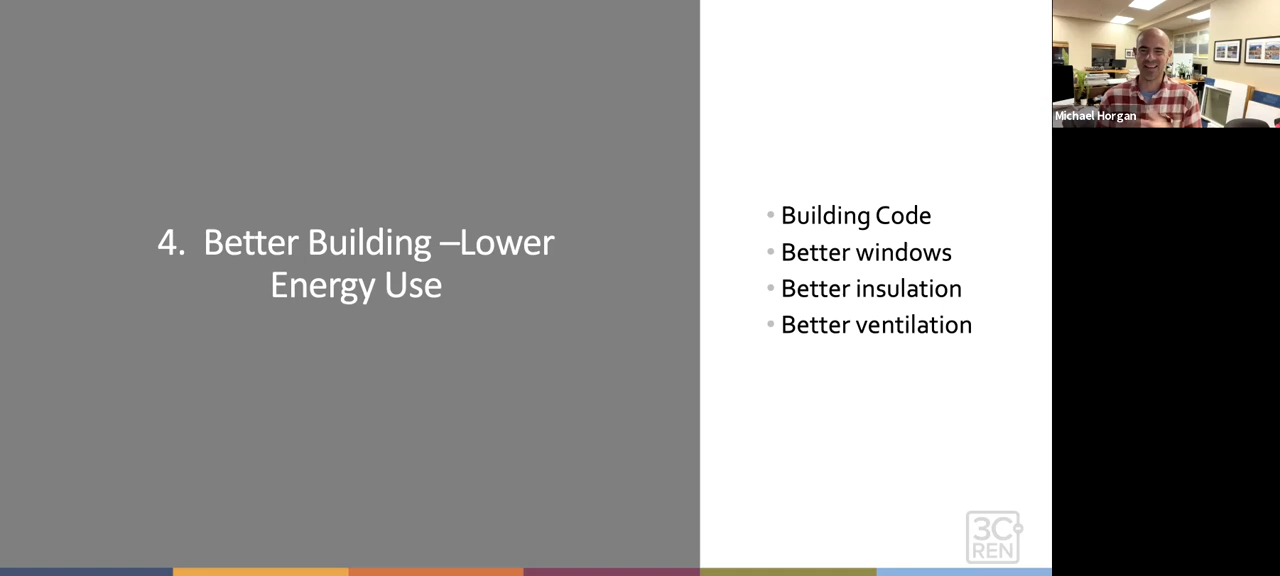 4. Better Building –Lower
Energy Use
• Building Code
• Better windows
• Better insulation
• Better ventilation
3C
REN
Michael Horgan